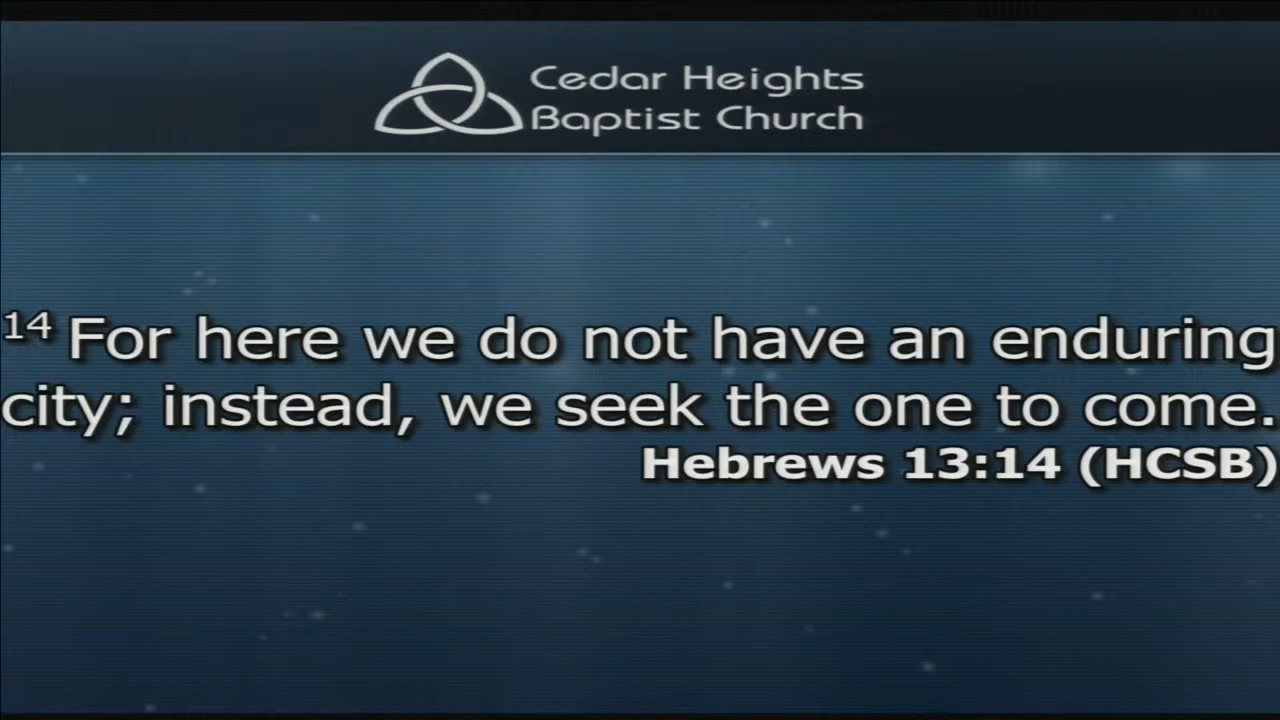 Cedar Heights
Baptist Church
14 For here we do not have an enduring
city; instead, we seek the one to come.
Hebrews 13:14 (HCSB)